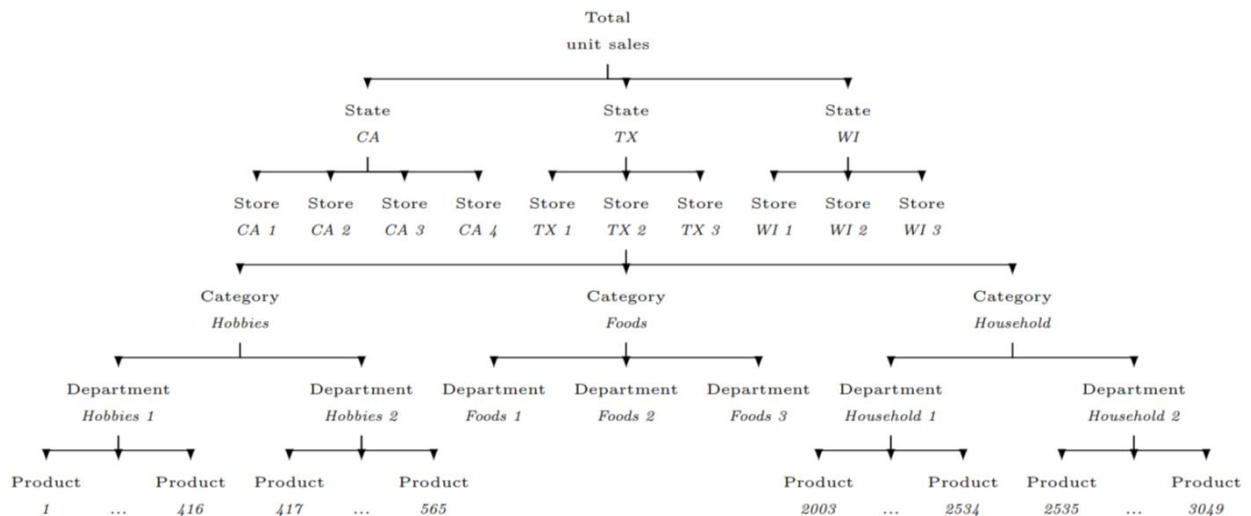 Total
unit sales
State State State
CA TX WI
Store Store Store Store Store Store Store Store Store Store
CA 1 CA 2 CA 3 CA 4 TX 1 TX 2 TX 3 WI 1 WI 2 WI 3
Category Category Category
Hobbies Foods Household
Department Department Department Department Department Department Department
Hobbies 1 Hobbies 2 Foods 1 Foods 2 Foods 3 Household 1 Household 2
Product Product Product Product Product Product Product Product
1 ... 416 417 ... 565 2003 ... 2534 2535 ... 3049